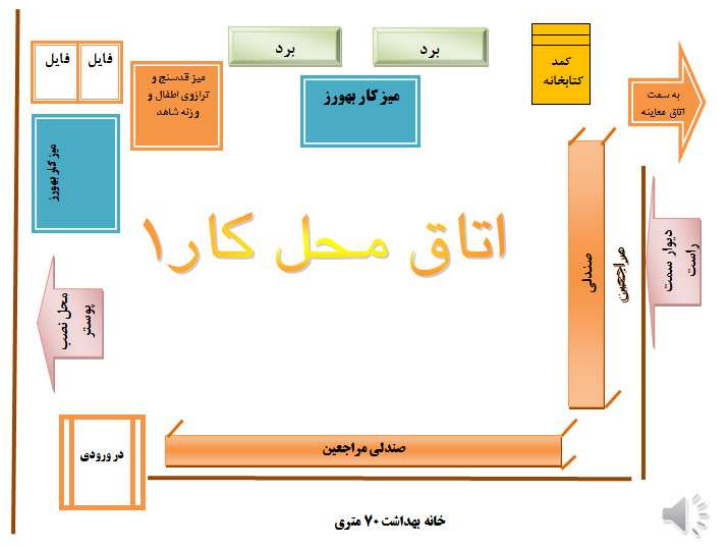 برد
برد
کمد
کتابخانه
به سمت
اتاق معاینه
میز کار بهورز
میز قدسنج و
ترازوی اطفال و
وزنه شاهد
فایل
فایل
میز کار بهورز
اتاق محل کار۱
صندلی
مراجعین
دیوار سمت
راست
محل نصب
پوستر
در ورودی
صندلی مراجعین
خانه بهداشت ۷۰ متری